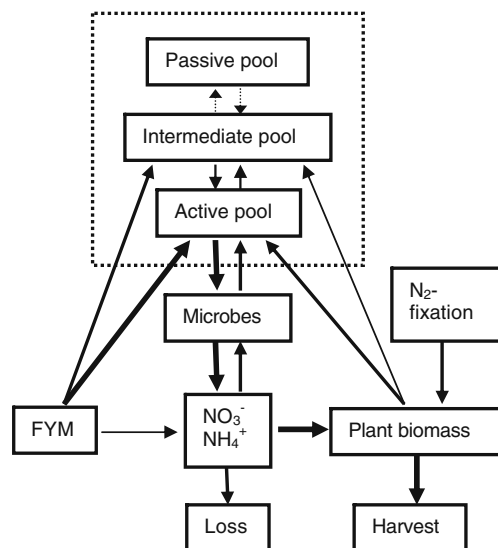 Passive pool
Intermediate pool
Active pool
Microbes
N₂-
fixation
FYM
NO₃⁻
NH₄⁺
Plant biomass
Loss
Harvest